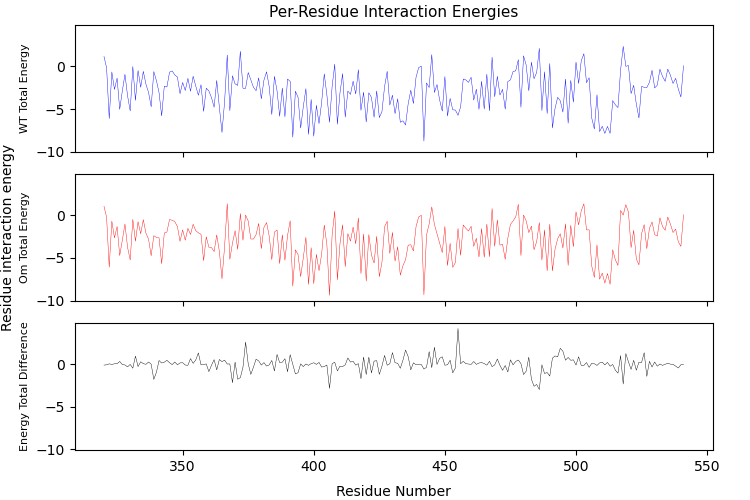 Per-Residue Interaction Energies
Residue interaction energy
WT Total Energy
0
−5
−10
Om Total Energy
0
−5
−10
Energy Total Difference
0
−5
−10
350 400 450 500 550
Residue Number